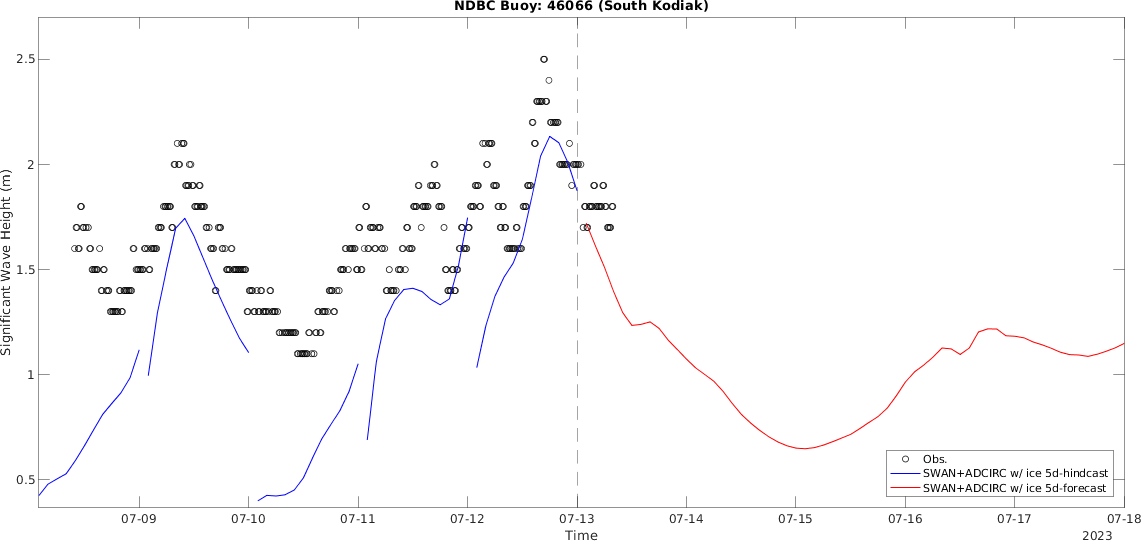 NDBC Buoy: 46066 (South Kodiak)
Significant Wave Height (m)
2.5
2
1.5
1
0.5
07-09 07-10 07-11 07-12 07-13 07-14 07-15 07-16 07-17 07-18
Time
2023
Obs.
SWAN+ADCIRC w/ ice 5d-hindcast
SWAN+ADCIRC w/ ice 5d-forecast